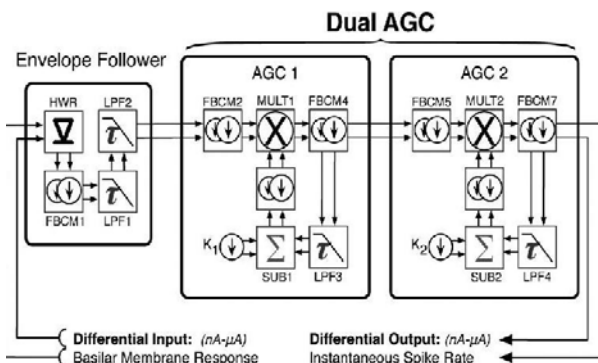 Dual AGC
Envelope Follower
AGC 1
AGC 2
HWR
LPF2
FBCM2
MULT1
FBCM4
FBCM5
MULT2
FBCM7
τ
X
X
FBCM1
τ
LPF1
K1
Σ
τ
SUB1
LPF3
K2
Σ
τ
SUB2
LPF4
Differential Input: (nA-μA)
Basilar Membrane Response
Differential Output: (nA-μA)
Instantaneous Spike Rate